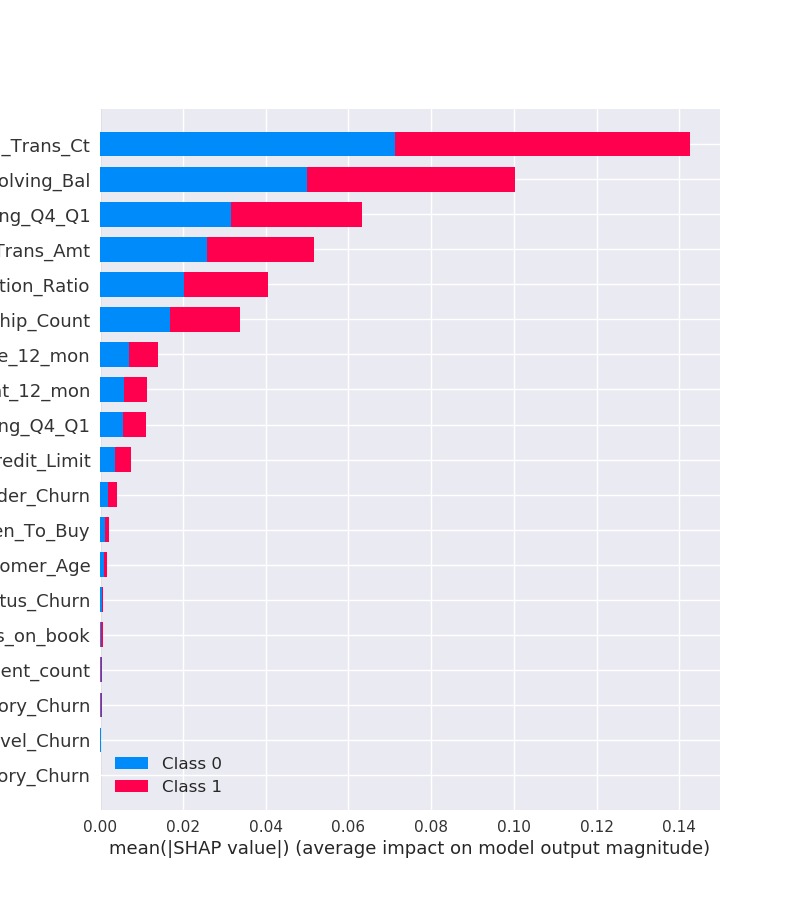 _Trans_Ct
olving_Bal
ng_Q4_Q1
Trans_Amt
tion_Ratio
hip_Count
e_12_mon
nt_12_mon
ng_Q4_Q1
redit_Limit
der_Churn
en_To_Buy
omer_Age
tus_Churn
s_on_book
ent_count
ory_Churn
vel_Churn
ory_Churn
Class 0
Class 1
0.00 0.02 0.04 0.06 0.08 0.10 0.12 0.14
mean(|SHAP value|) (average impact on model output magnitude)